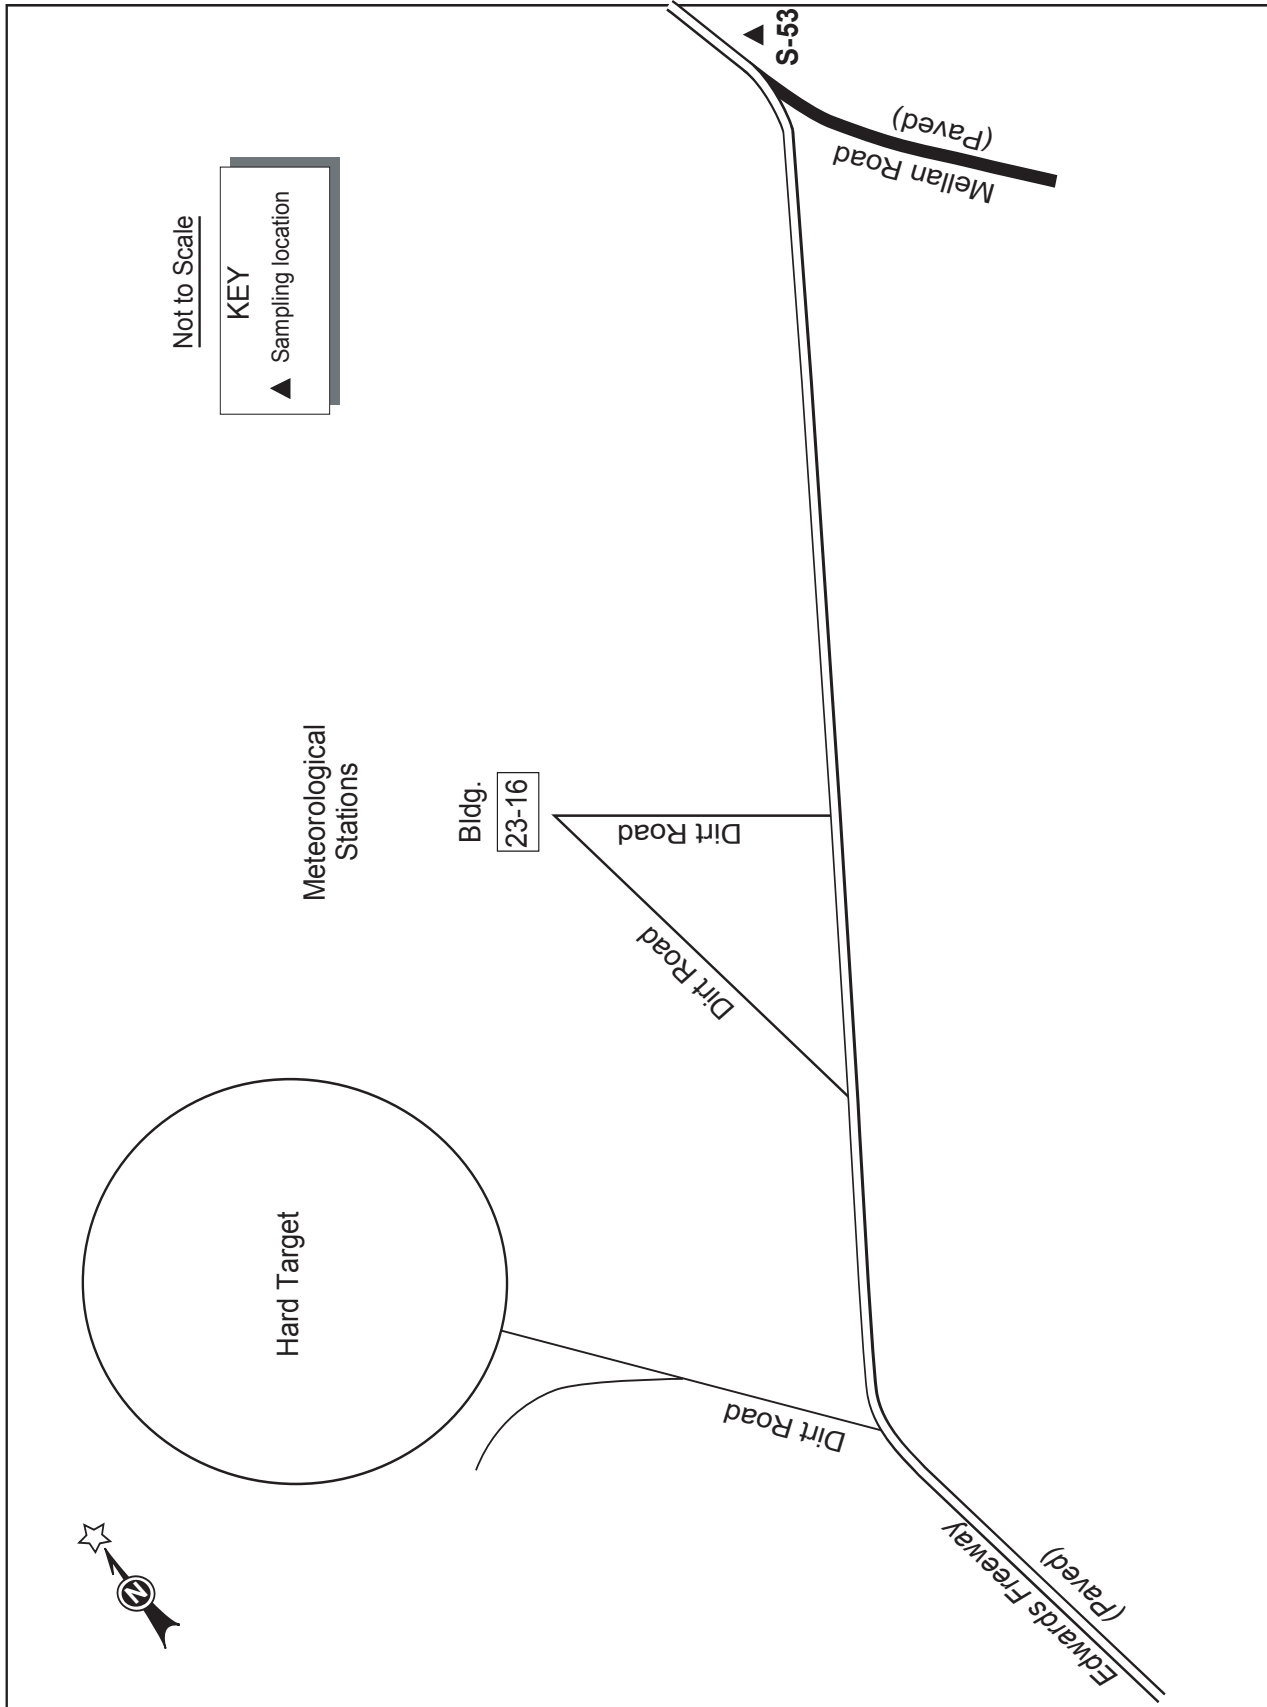 Not to Scale
KEY
Sampling location
S-53
Mellan Road
(Paved)
Meteorological
Stations
Bldg.
23-16
Dirt Road
Dirt Road
Hard Target
Dirt Road
N
Edwards Freeway
(Paved)